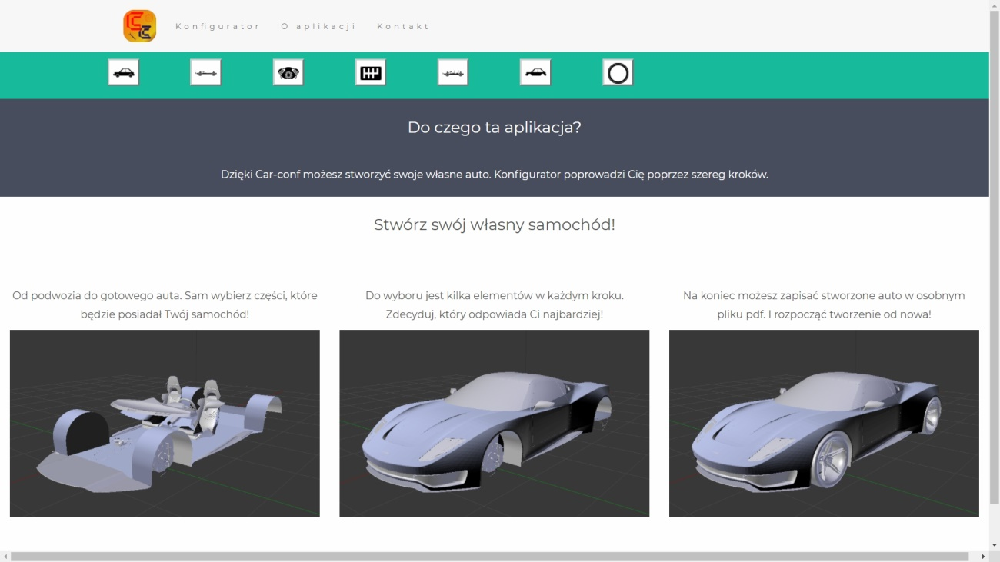 Konfigurator O aplikacji Kontakt
Do czego ta aplikacja?
Dzięki Car-conf możesz stworzyć swoje własne auto. Konfigurator poprowadzi Cię poprzez szereg kroków.
Stwórz swój własny samochód!
Od podwozia do gotowego auta. Sam wybierz części, które
będzie posiadał Twój samochód!
Do wyboru jest kilka elementów w każdym kroku.
Zdecyduj, który odpowiada Ci najbardziej!
Na koniec możesz zapisać stworzone auto w osobnym
pliku pdf. I rozpocząć tworzenie od nowa!